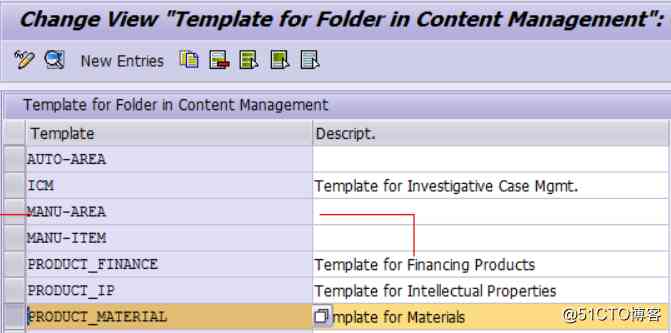 Change View "Template for Folder in Content Management":
New Entries
Template for Folder in Content Management
Template Descript.
AUTO-AREA
ICM Template for Investigative Case Mgmt.
MANU-AREA
MANU-ITEM
PRODUCT_FINANCE Template for Financing Products
PRODUCT_IP Template for Intellectual Properties
PRODUCT_MATERIAL mplate for Materials
@51CTO博客